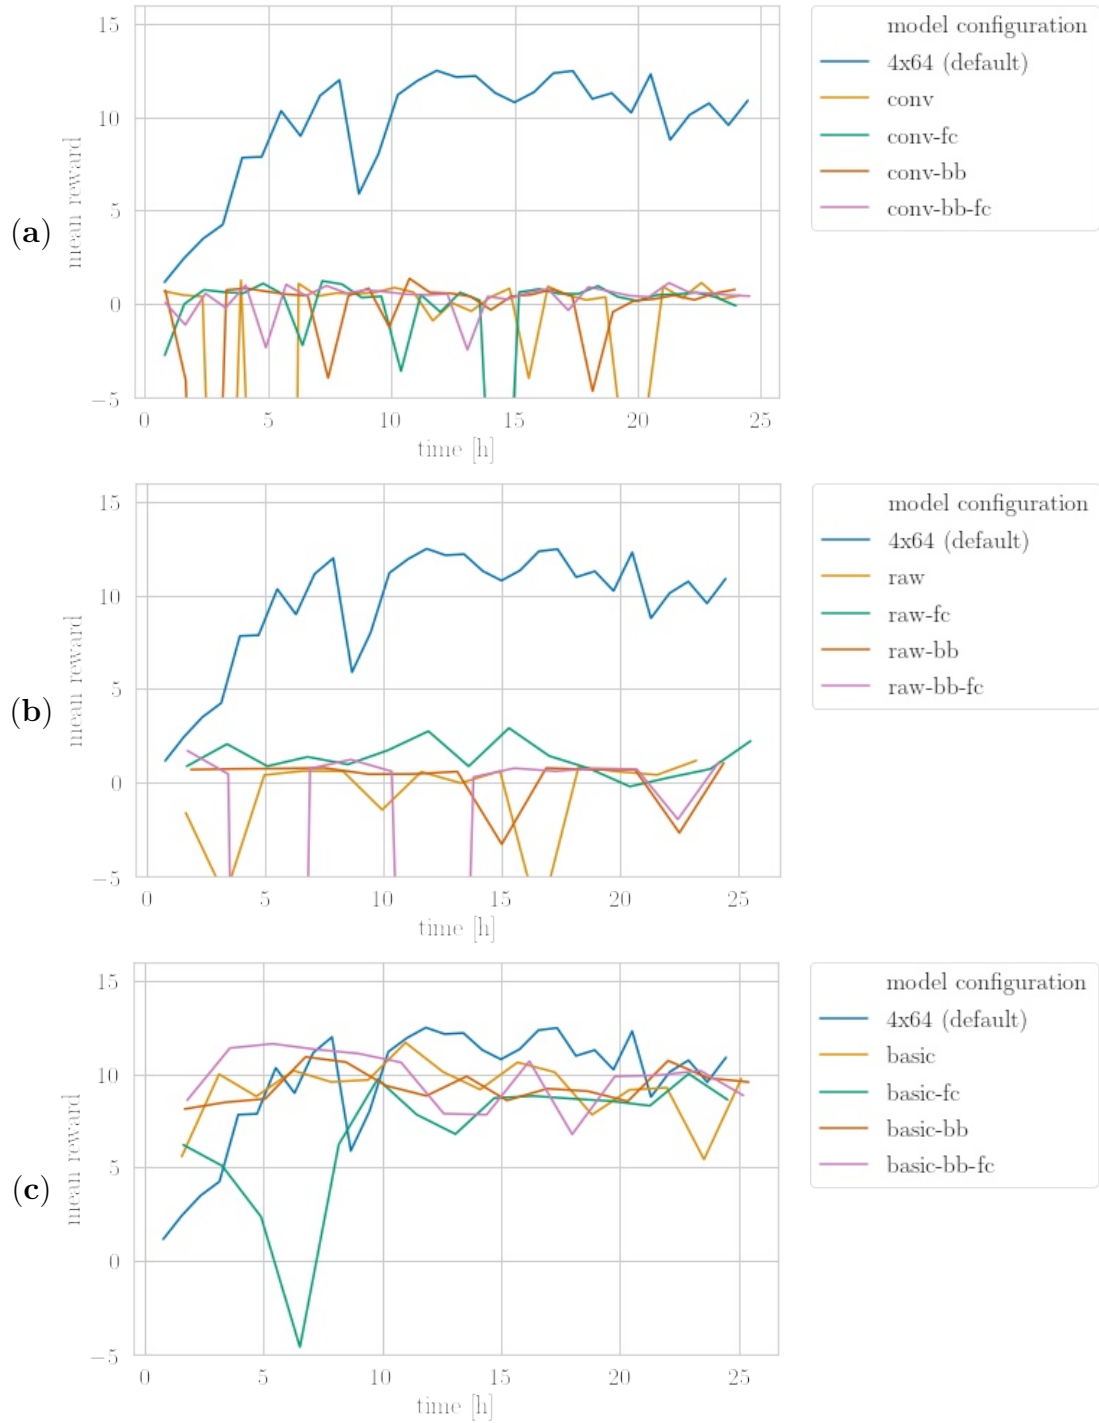 (a)
mean reward
15
10
5
0
−5
0 5 10 15 20 25
time [h]
model configuration
4x64 (default)
conv
conv-fc
conv-bb
conv-bb-fc
(b)
mean reward
15
10
5
0
−5
0 5 10 15 20 25
time [h]
model configuration
4x64 (default)
raw
raw-fc
raw-bb
raw-bb-fc
(c)
mean reward
15
10
5
0
−5
0 5 10 15 20 25
time [h]
model configuration
4x64 (default)
basic
basic-fc
basic-bb
basic-bb-fc